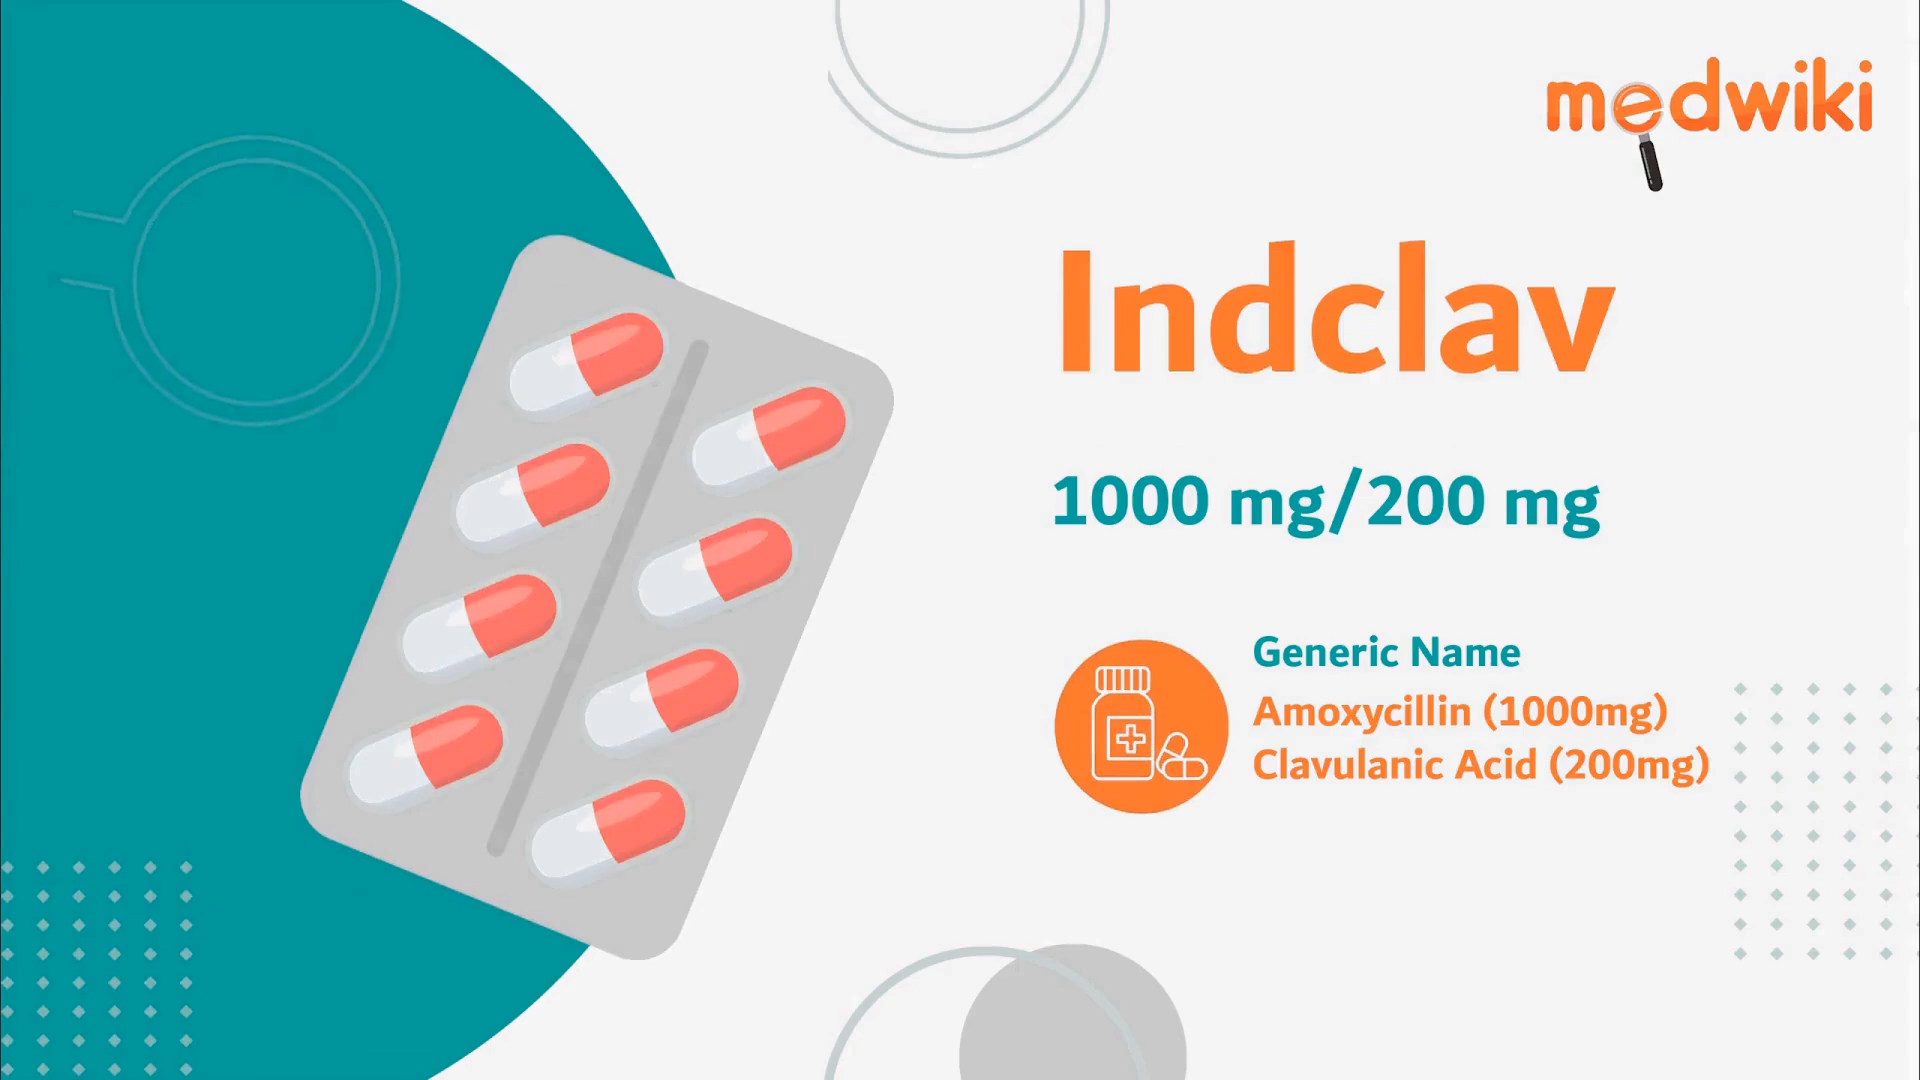 medwiki
Indclav
1000 mg/200 mg
Generic Name
Amoxycillin (1000mg)
Clavulanic Acid (200mg)